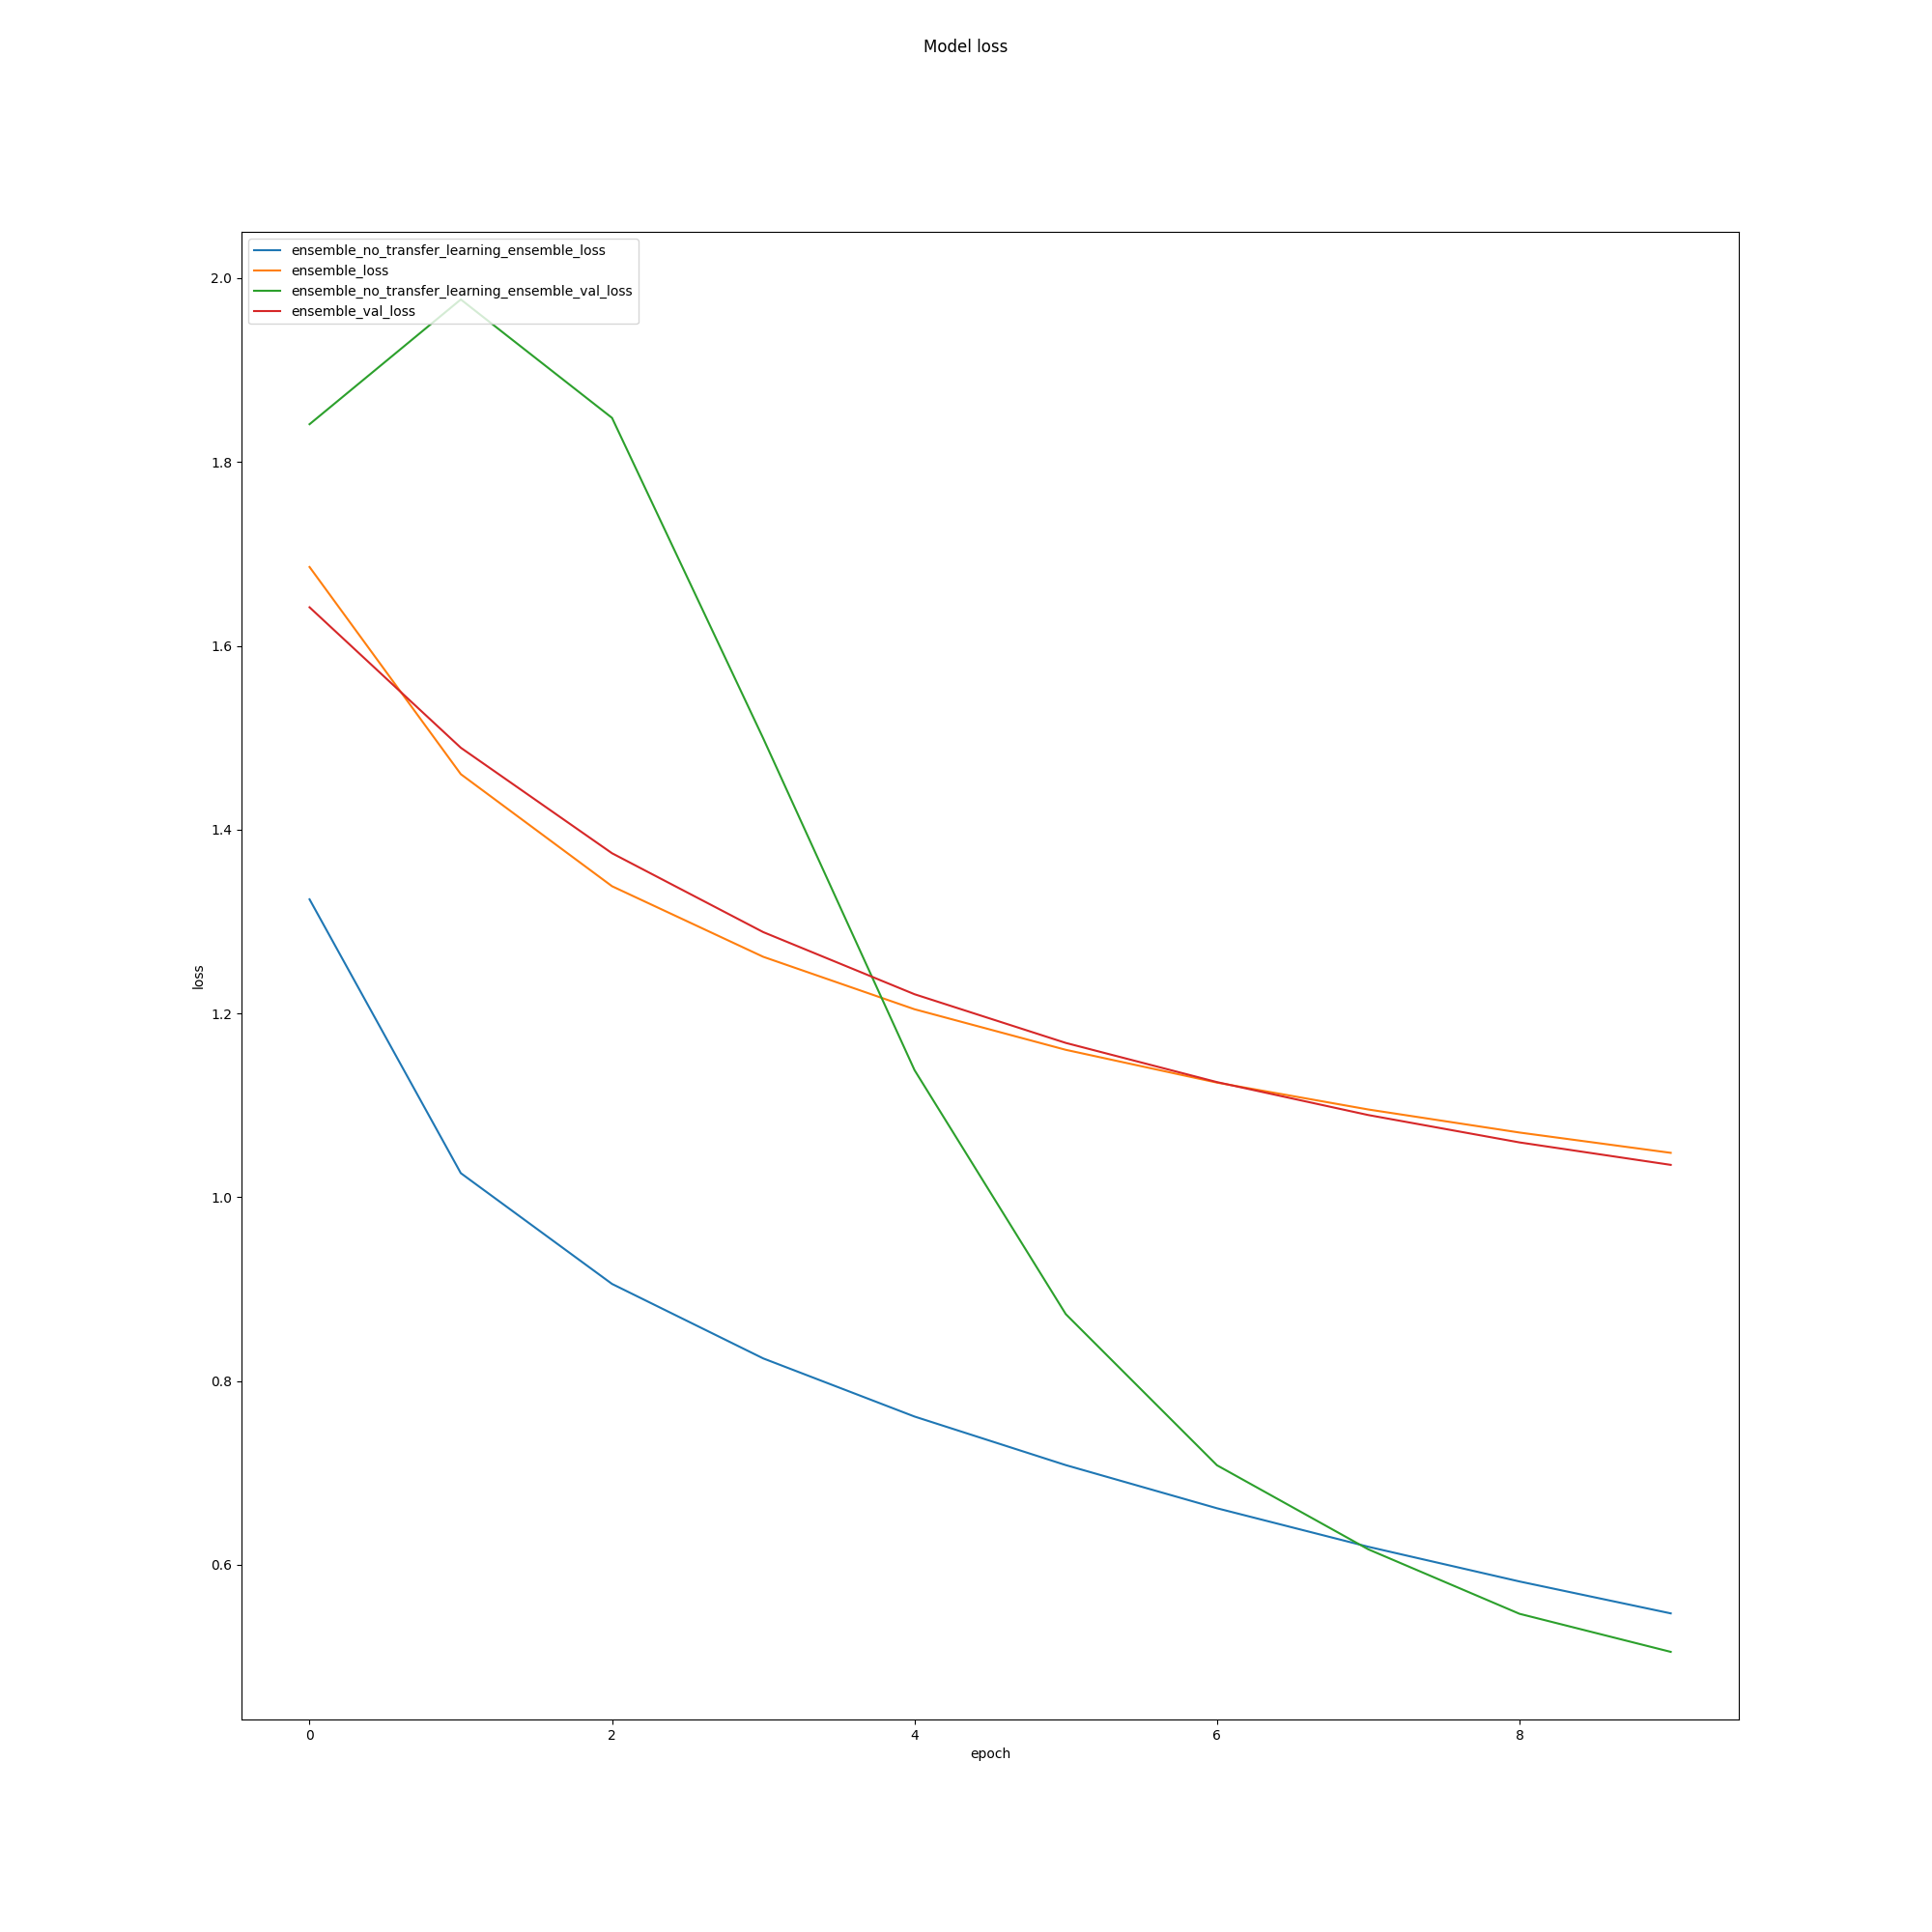 Model loss
ensemble_no_transfer_learning_ensemble_loss
ensemble_loss
ensemble_no_transfer_learning_ensemble_val_loss
ensemble_val_loss
2.0
1.8
1.6
1.4
1.2
1.0
0.8
0.6
loss
0 2 4 6 8
epoch